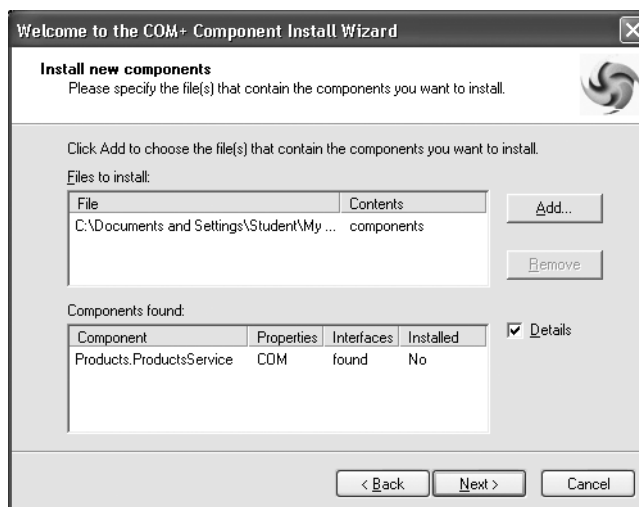 Welcome to the COM+ Component Install Wizard
Install new components
Please specify the file(s) that contain the components you want to install.
Click Add to choose the file(s) that contain the components you want to install.
Files to install:
File Contents
C:\Documents and Settings\Student\My ... components
Add...
Remove
Components found:
Component Properties Interfaces Installed
Products.ProductsService COM found No
Details
< Back Next > Cancel